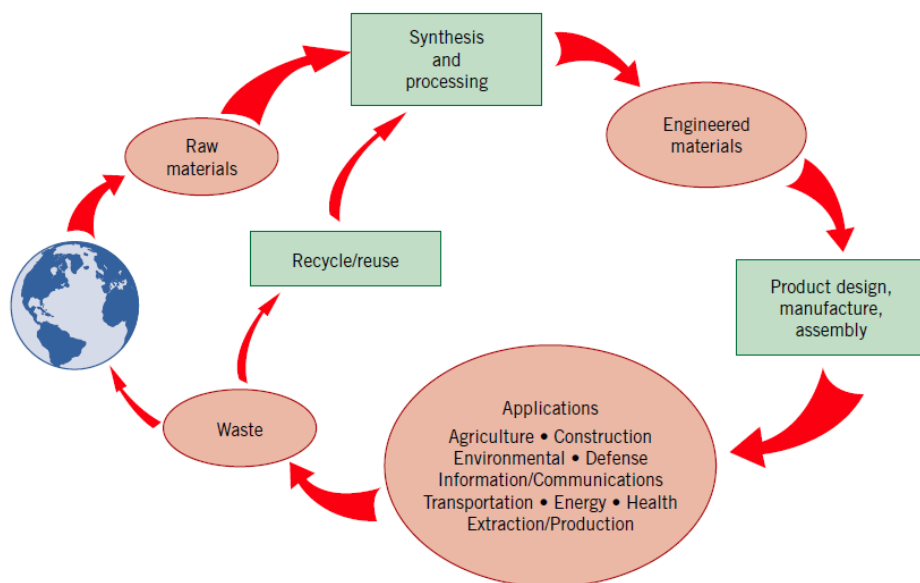 Synthesis
and
processing
Raw
materials
Engineered
materials
Recycle/reuse
Product design,
manufacture,
assembly
Waste
Applications
Agriculture • Construction
Environmental • Defense
Information/Communications
Transportation • Energy • Health
Extraction/Production